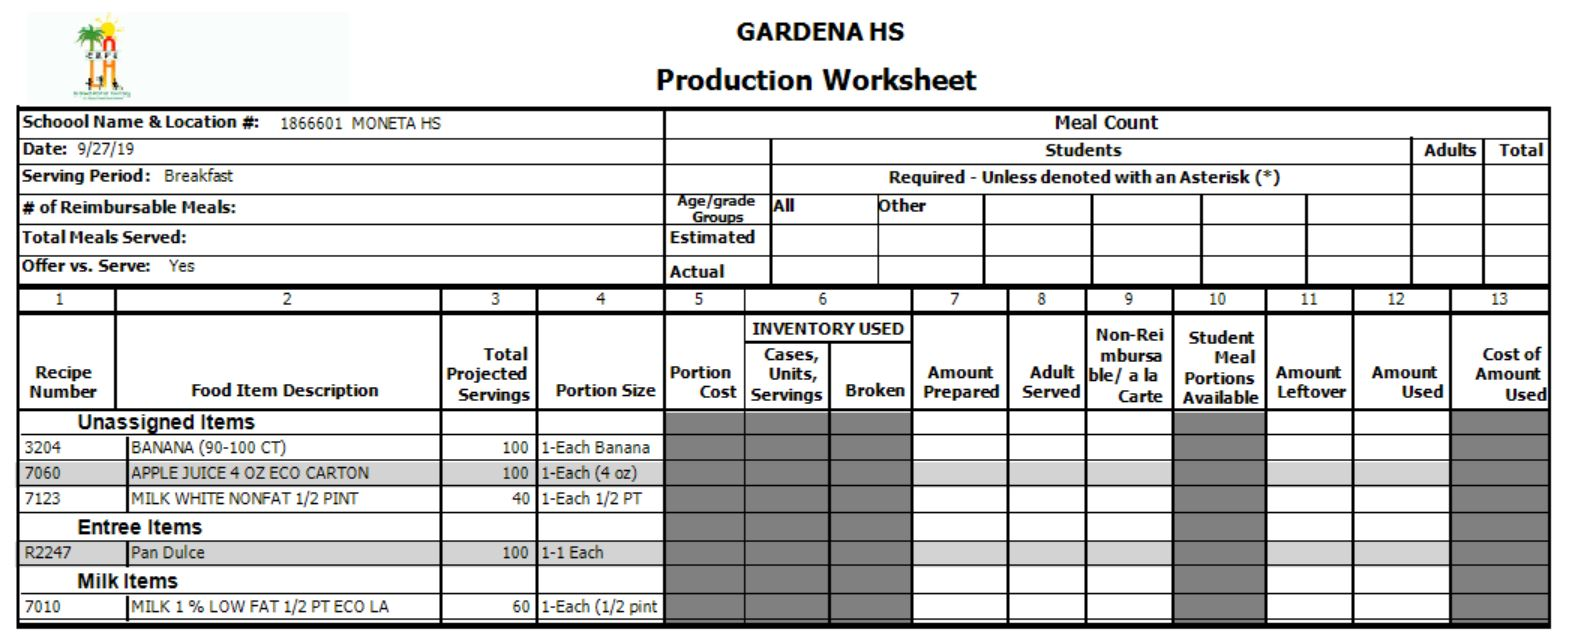 CAFE
LA
GARDENA HS
Production Worksheet
Schoool Name & Location #: 1866601 MONETA HS
Meal Count
Date: 9/27/19
Students
Adults
Total
Serving Period: Breakfast
Required - Unless denoted with an Asterisk (*)
# of Reimbursable Meals:
Age/grade
Groups
All
Other
Total Meals Served:
Estimated
Offer vs. Serve: Yes
Actual
1 2 3 4 5 6 7 8 9 10 11 12 13
Recipe
Number
Food Item Description
Total
Projected
Servings
Portion Size
Portion
Cost
INVENTORY USED
Cases,
Units,
Servings
Broken
Amount
Prepared
Adult
Served
Non-Rei
mbursa
ble/ a la
Carte
Student
Meal
Portions
Available
Amount
Leftover
Amount
Used
Cost of
Amount
Used
Unassigned Items
3204 BANANA (90-100 CT) 100 1-Each Banana
7060 APPLE JUICE 4 OZ ECO CARTON 100 1-Each (4 oz)
7123 MILK WHITE NONFAT 1/2 PINT 40 1-Each 1/2 PT
Entree Items
R2247 Pan Dulce 100 1-1 Each
Milk Items
7010 MILK 1 % LOW FAT 1/2 PT ECO LA 60 1-Each (1/2 pint